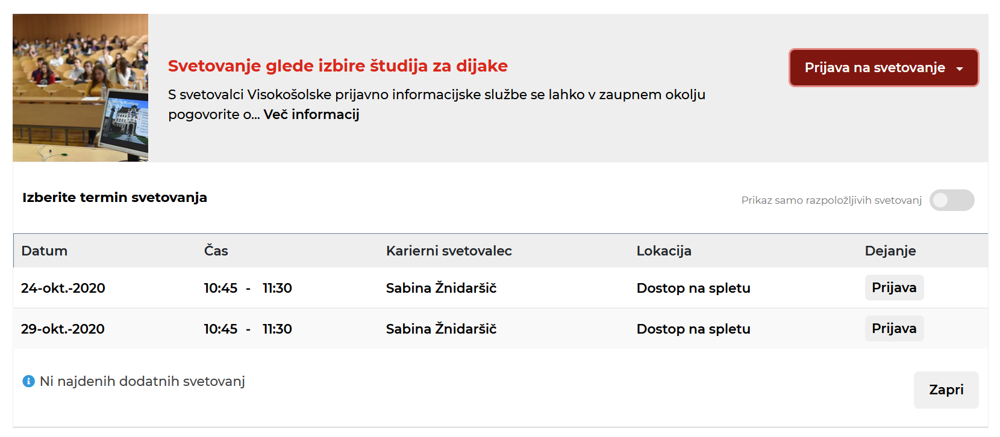 Svetovanje glede izbire študija za dijake
Prijava na svetovanje
S svetovalci Visokošolske prijavno informacijske službe se lahko v zaupnem okolju
pogovorite o... Več informacij
Izberite termin svetovanja
Prikaz samo razpoložljivih svetovanj
Datum Čas Karierni svetovalec Lokacija Dejanje
24-okt.-2020 10:45 - 11:30 Sabina Žnidaršič Dostop na spletu Prijava
29-okt.-2020 10:45 - 11:30 Sabina Žnidaršič Dostop na spletu Prijava
Ni najdenih dodatnih svetovanj
Zapri